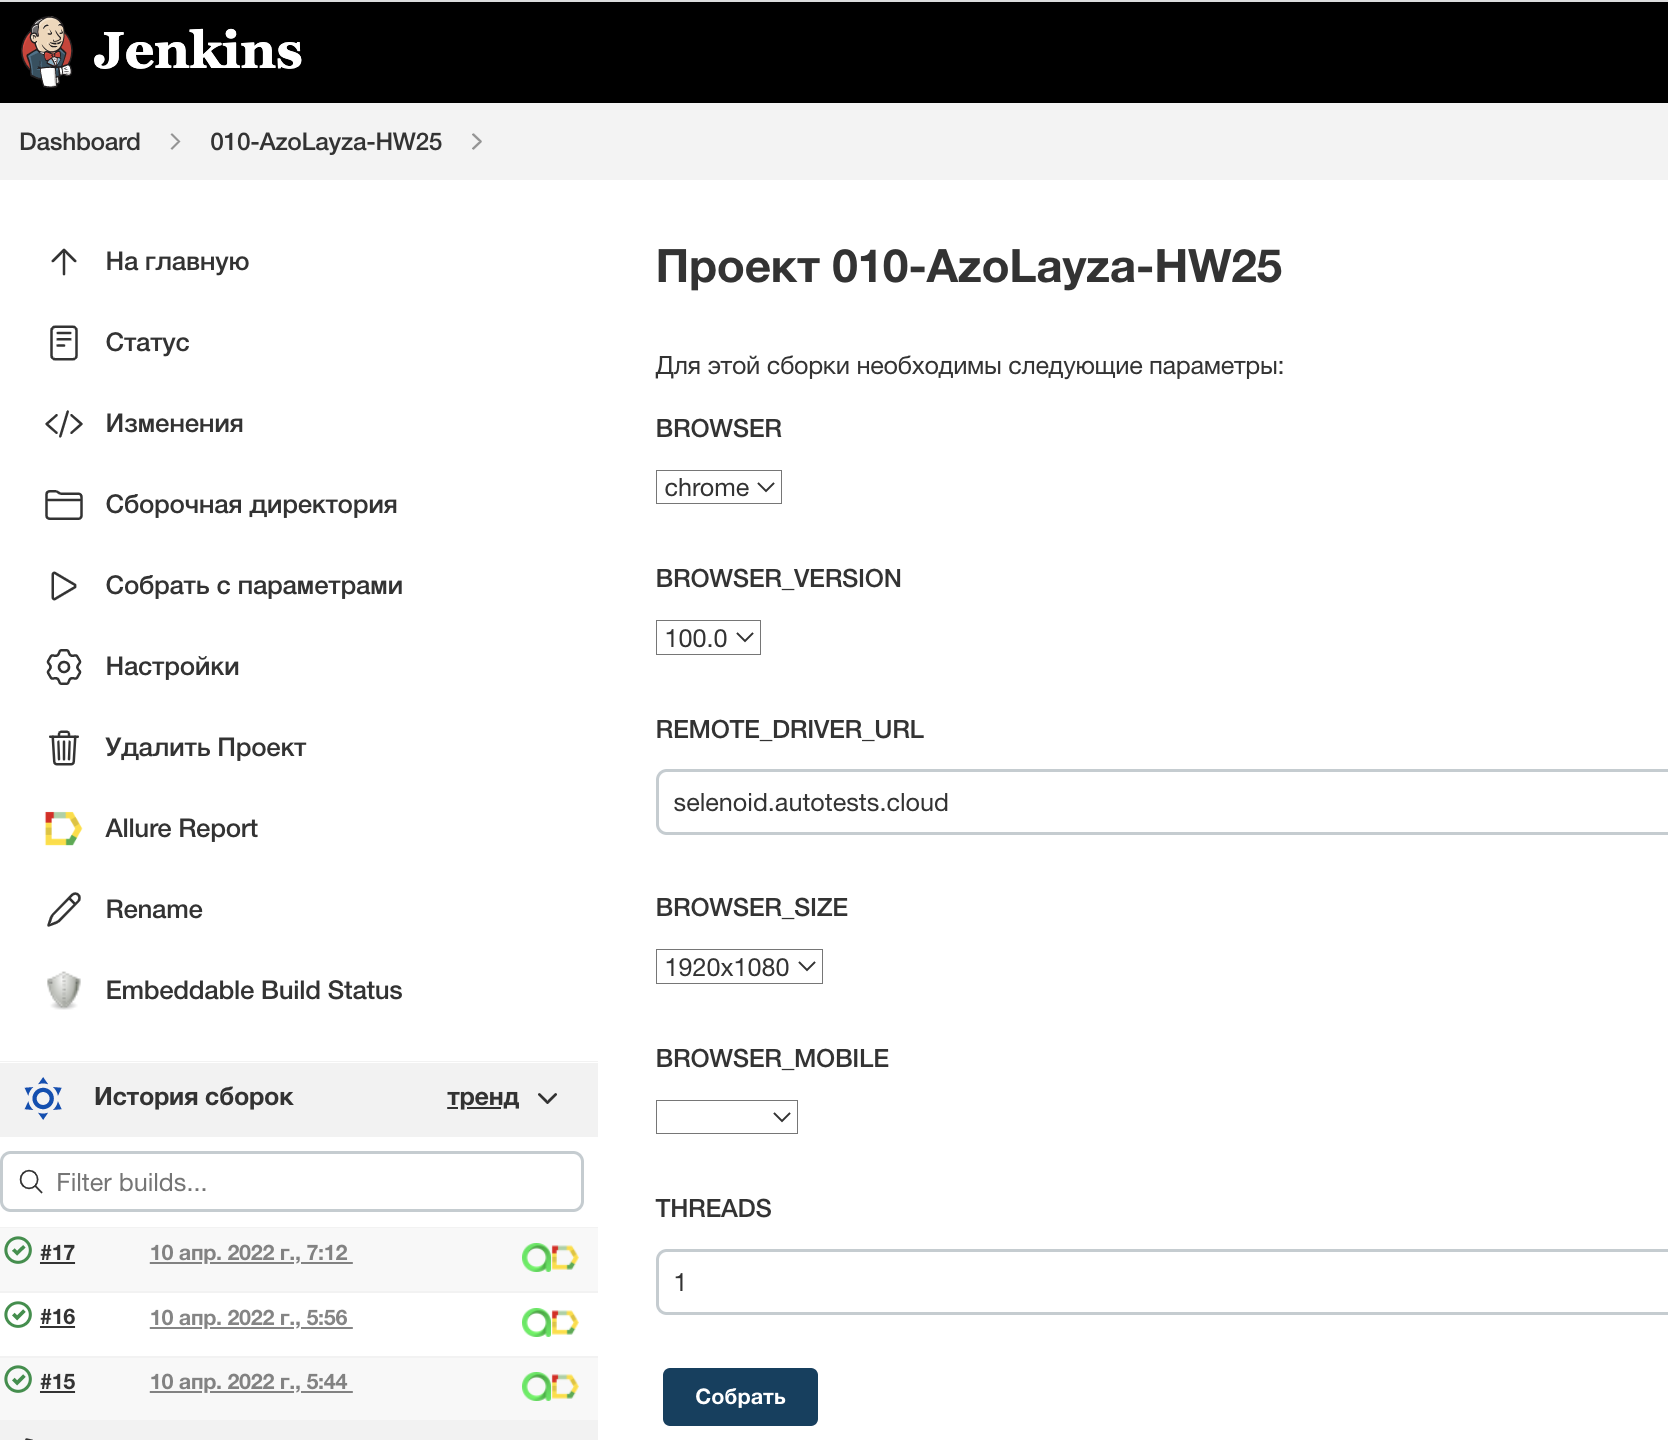 Jenkins
Dashboard
010-AzoLayza-HW25
На главную
Статус
Изменения
Сборочная директория
Собрать с параметрами
Настройки
Удалить Проект
Allure Report
Rename
Embeddable Build Status
История сборок
тренд
Filter builds...
#17 10 апр. 2022 г., 7:12
#16 10 апр. 2022 г., 5:56
#15 10 апр. 2022 г., 5:44
Проект 010-AzoLayza-HW25
Для этой сборки необходимы следующие параметры:
BROWSER
chrome
BROWSER_VERSION
100.0
REMOTE_DRIVER_URL
selenoid.autotests.cloud
BROWSER_SIZE
1920x1080
BROWSER_MOBILE
THREADS
1
Собрать